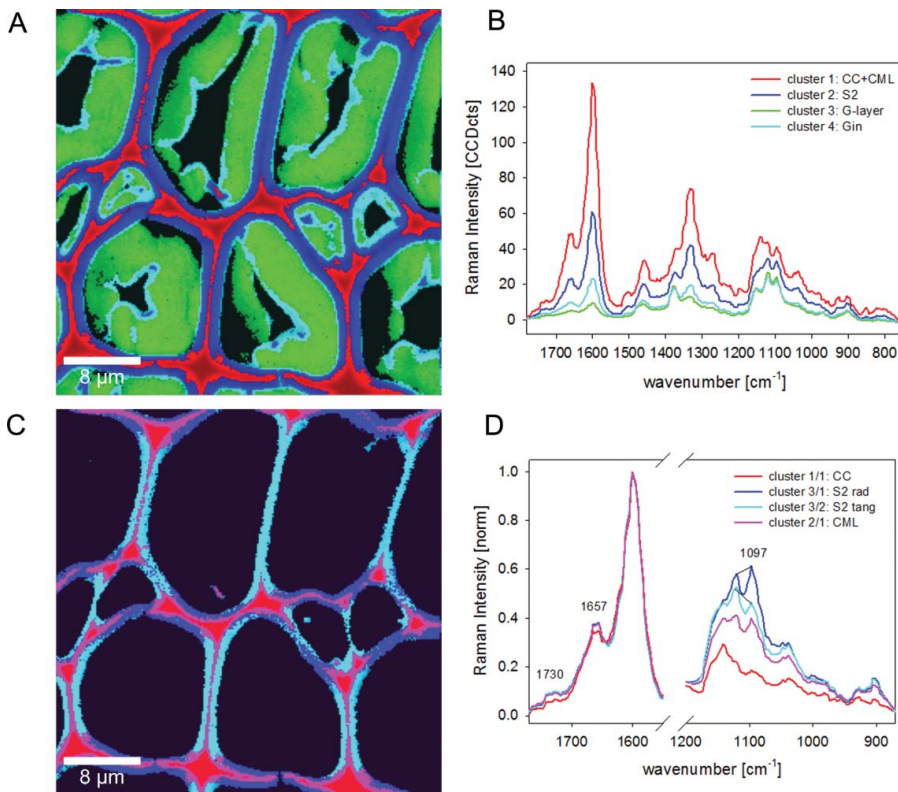 A
8 µm
B
Raman Intensity [CCDcts]
140
120
100
80
60
40
20
0
cluster 1: CC+CML
cluster 2: S2
cluster 3: G-layer
cluster 4: Gin
1700 1600 1500 1400 1300 1200 1100 1000 900 800
wavenumber [cm⁻¹]
C
8 µm
D
Raman Intensity [norm]
1.0
0.8
0.6
0.4
0.2
0.0
cluster 1/1: CC
cluster 3/1: S2 rad
cluster 3/2: S2 tang
cluster 2/1: CML
1097
1657
1730
1700 1600 1200 1100 1000 900
wavenumber [cm⁻¹]